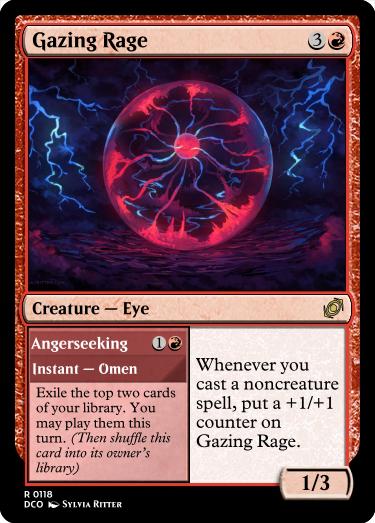 Gazing Rage 3
Creature — Eye
Angerseeking 1
Instant — Omen
Exile the top two cards
of your library. You
may play them this
turn. (Then shuffle this
card into its owner's
library)
Whenever you
cast a noncreature
spell, put a +1/+1
counter on
Gazing Rage.
1/3
R 0118
DCO SYLVIA RITTER